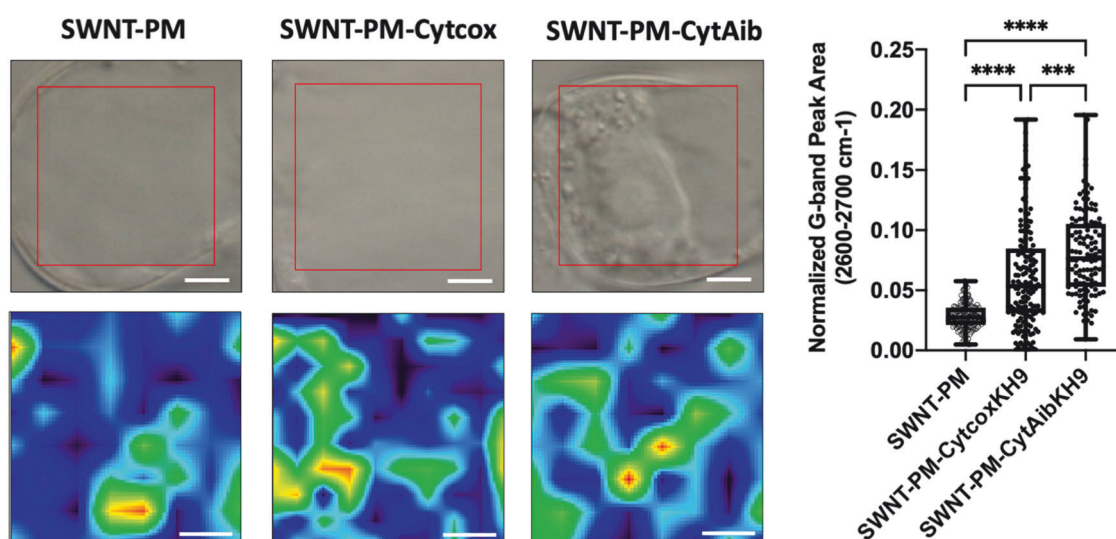 SWNT-PM
SWNT-PM-Cytcox
SWNT-PM-CytAib
Normalized G-band Peak Area
(2600-2700 cm-1)
****
****
***
0.25
0.20
0.15
0.10
0.05
0.00
SWNT-PM
SWNT-PM-CytcoxKH9
SWNT-PM-CytAibKH9